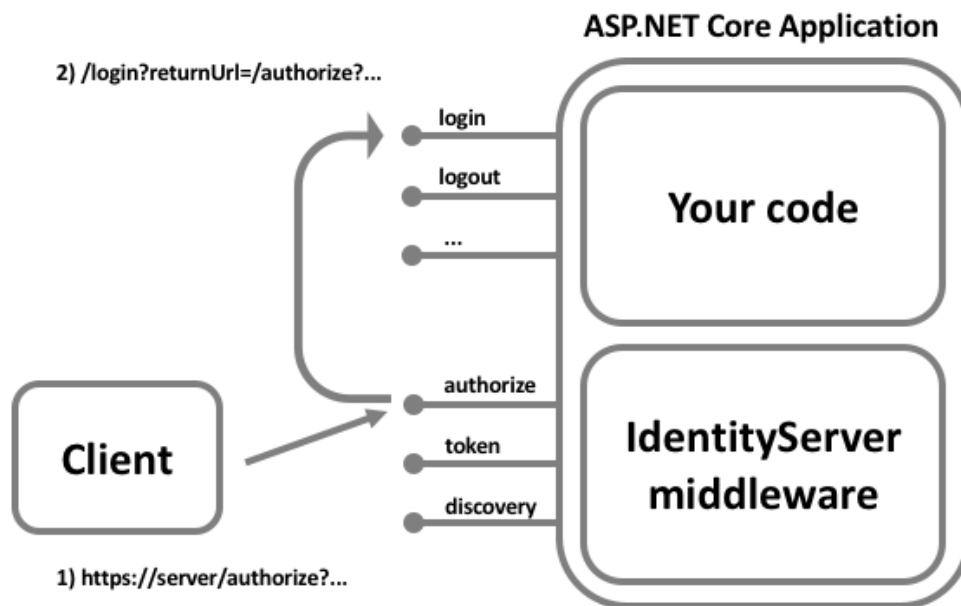 ASP.NET Core Application
2) /login?returnUrl=/authorize?...
login
logout
...
Your code
authorize
token
discovery
IdentityServer
middleware
Client
1) https://server/authorize?...